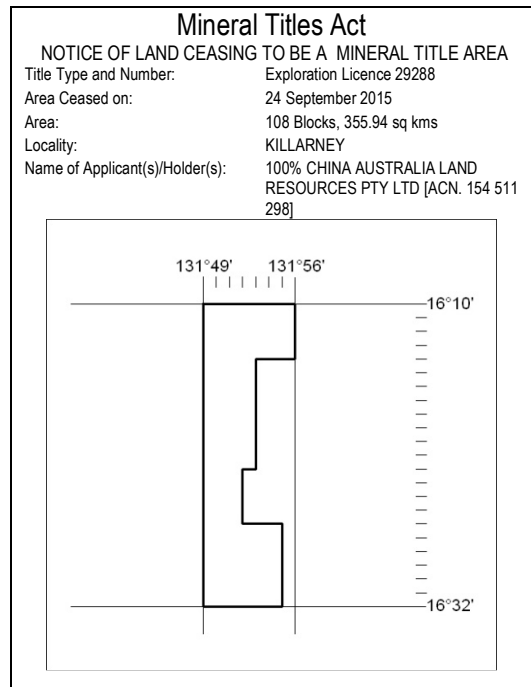 Mineral Titles Act
NOTICE OF LAND CEASING TO BE A MINERAL TITLE AREA
Title Type and Number: Exploration Licence 29288
Area Ceased on: 24 September 2015
Area: 108 Blocks, 355.94 sq kms
Locality: KILLARNEY
Name of Applicant(s)/Holder(s): 100% CHINA AUSTRALIA LAND
RESOURCES PTY LTD [ACN. 154 511
298]
131°49' 131°56'
16°10'
16°32'